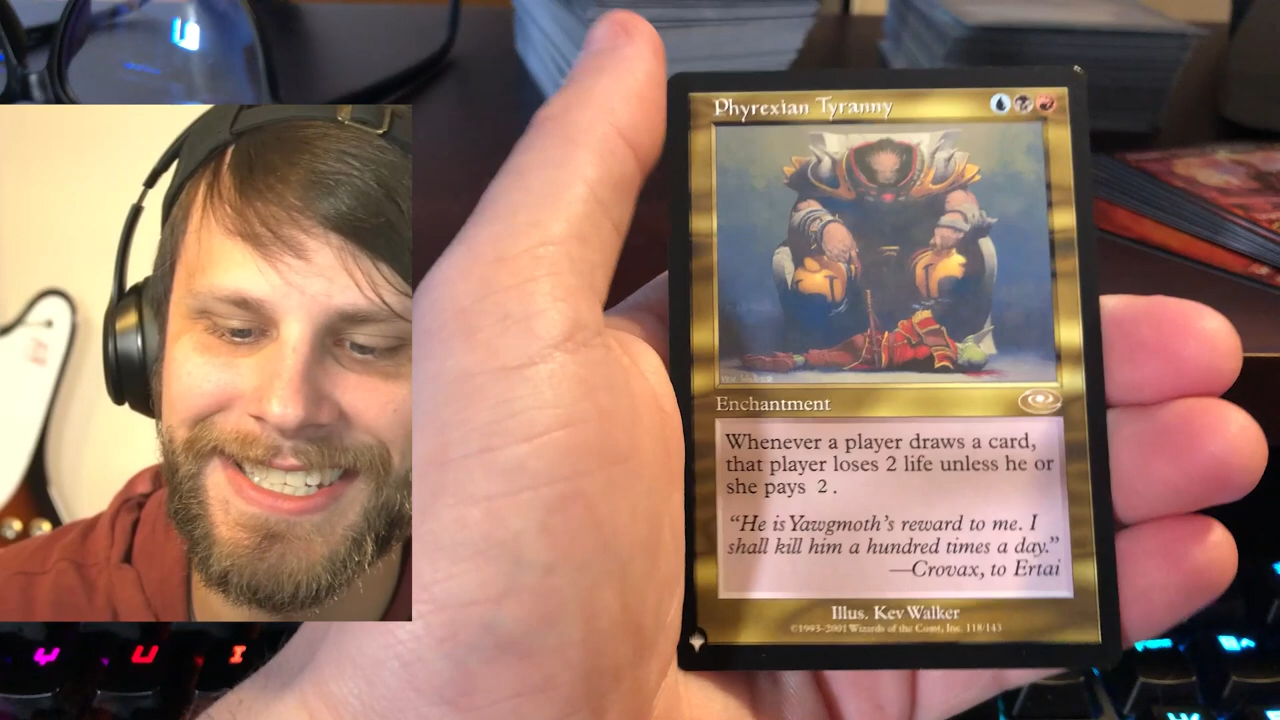 Phyrexian Tyranny
Enchantment
Whenever a player draws a card,
that player loses 2 life unless he or
she pays 2.
“He is Yawgmoth’s reward to me. I
shall kill him a hundred times a day.”
—Crovax, to Ertai
Illus. Kev Walker
©1993-2001 Wizards of the Coast, Inc. 118/143
U I